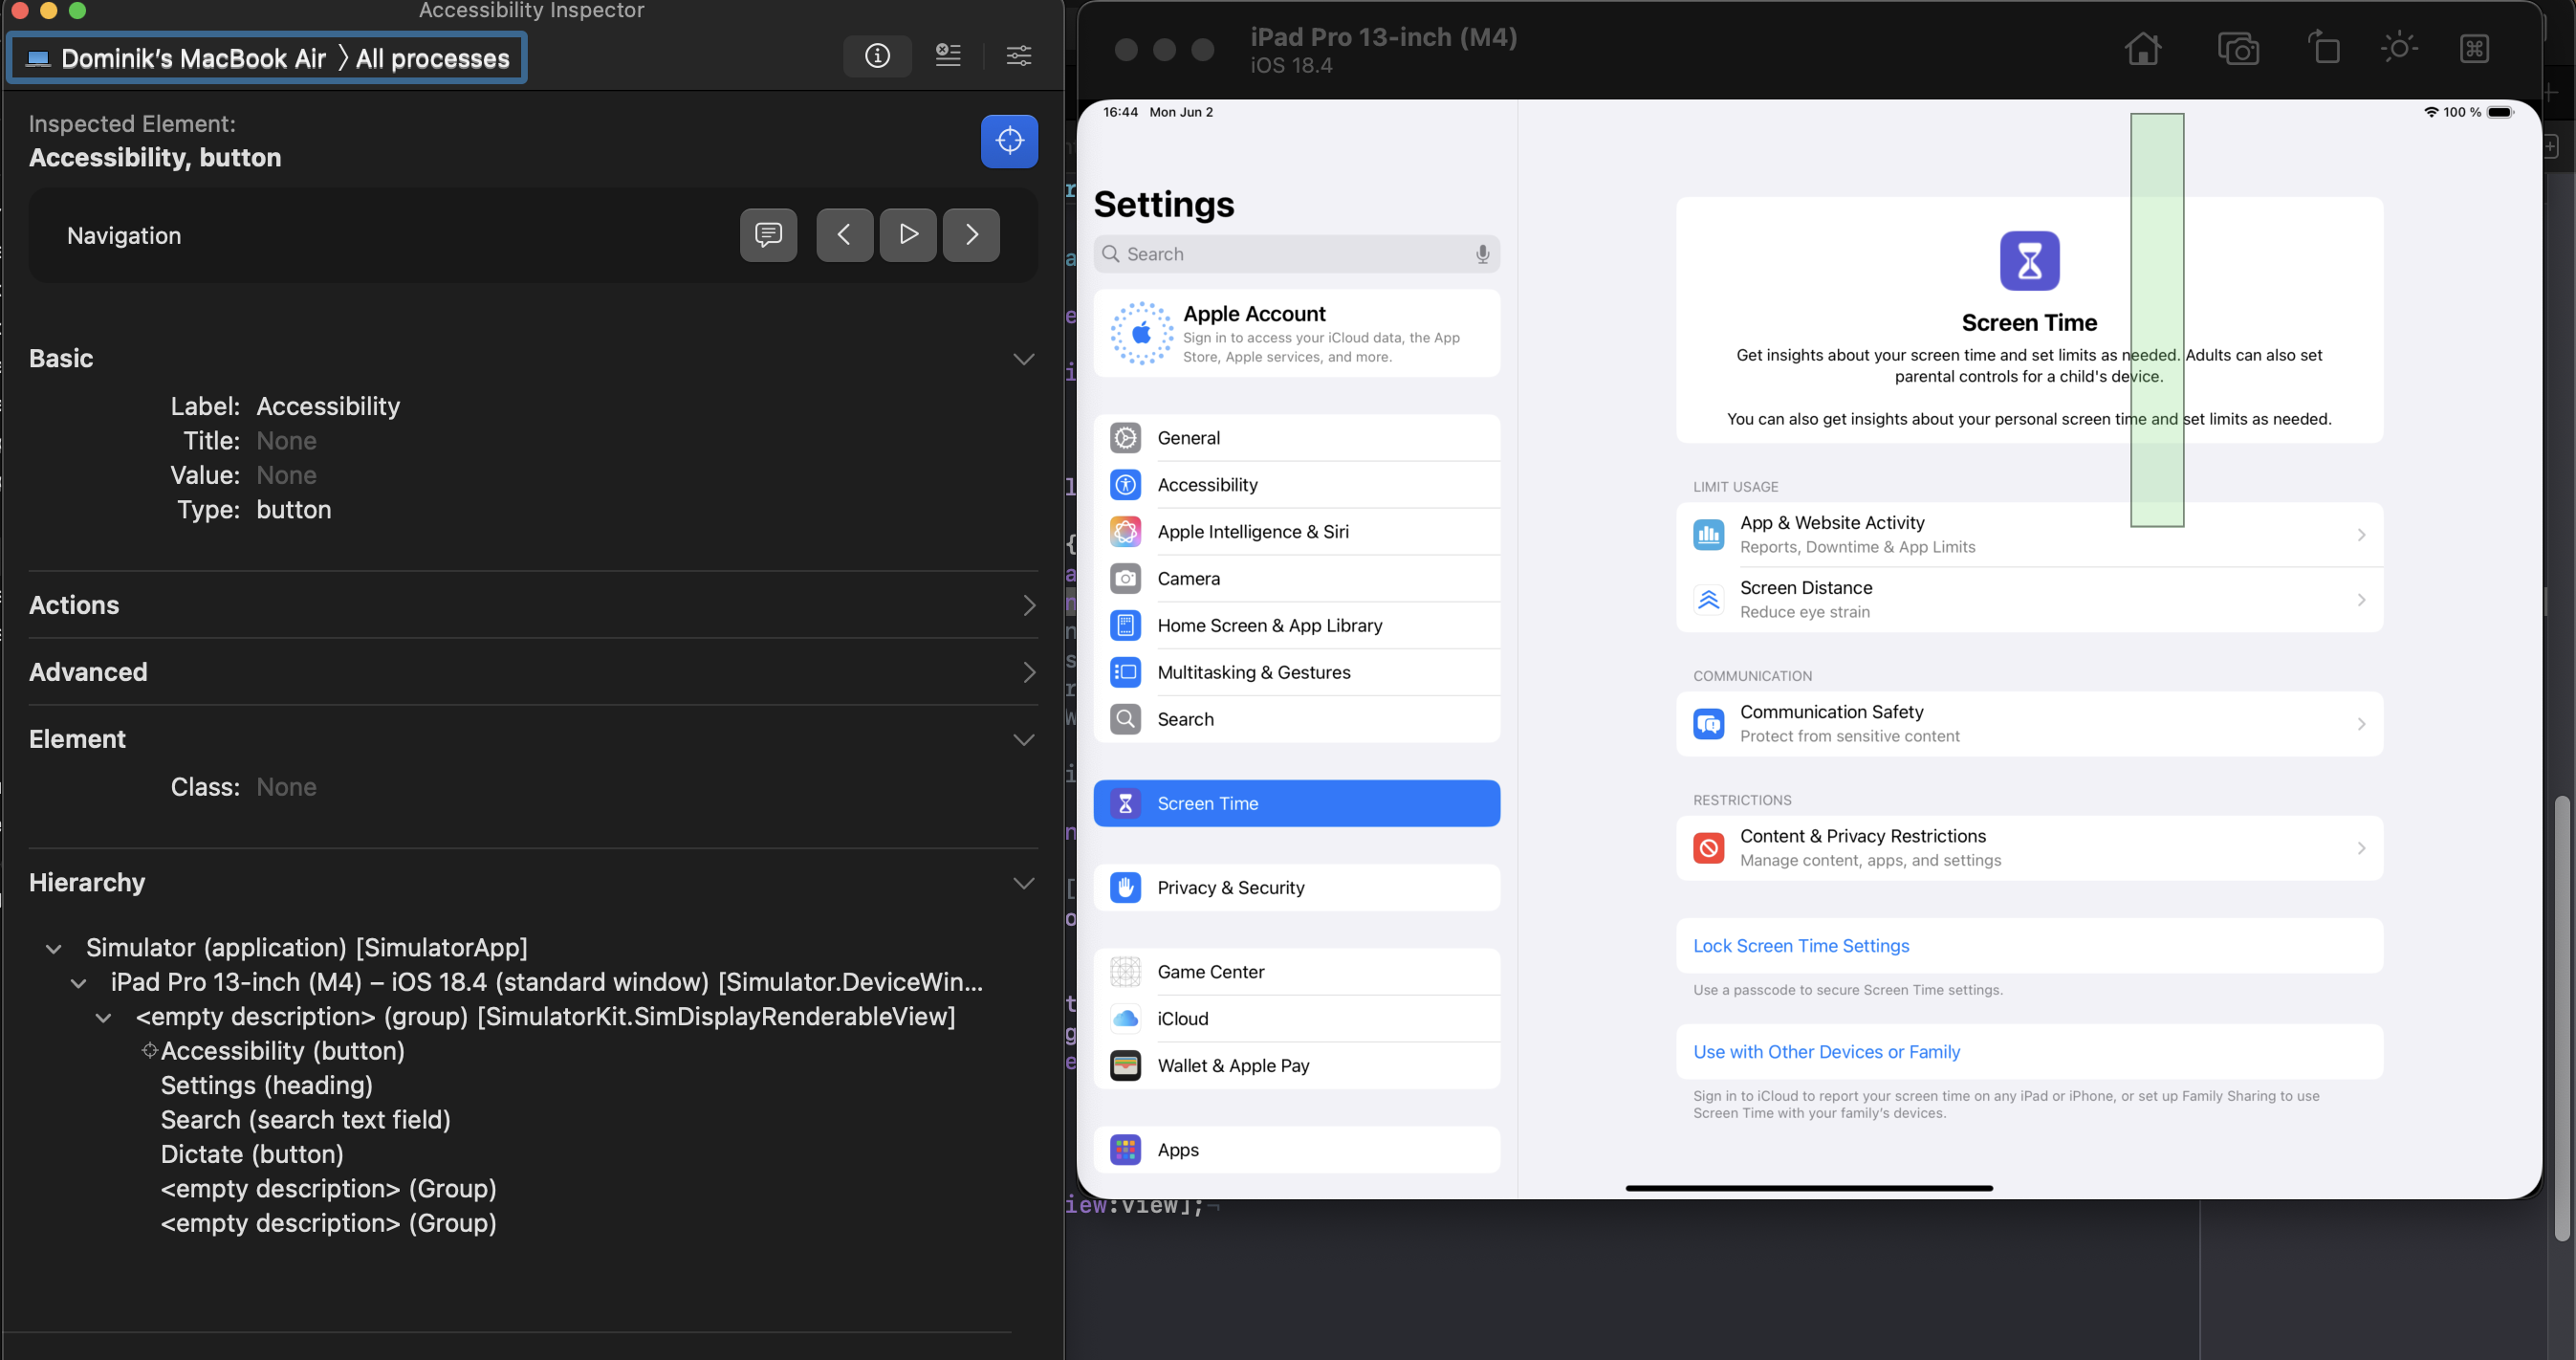 Accessibility Inspector
Dominik's MacBook Air 〉All processes
Inspected Element:
Accessibility, button
Navigation
Basic
Label: Accessibility
Title: None
Value: None
Type: button
Actions
Advanced
Element
Class: None
Hierarchy
Simulator (application) [SimulatorApp]
iPad Pro 13-inch (M4) – iOS 18.4 (standard window) [Simulator.DeviceWin...
<empty description> (group) [SimulatorKit.SimDisplayRenderableView]
Accessibility (button)
Settings (heading)
Search (search text field)
Dictate (button)
<empty description> (Group)
<empty description> (Group)
iPad Pro 13-inch (M4)
iOS 18.4
16:44 Mon Jun 2
100 %
Settings
Search
Apple Account
Sign in to access your iCloud data, the App
Store, Apple services, and more.
General
Accessibility
Apple Intelligence & Siri
Camera
Home Screen & App Library
Multitasking & Gestures
Search
Screen Time
Privacy & Security
Game Center
iCloud
Wallet & Apple Pay
Apps
Screen Time
Get insights about your screen time and set limits as needed. Adults can also set
parental controls for a child's device.
You can also get insights about your personal screen time and set limits as needed.
LIMIT USAGE
App & Website Activity
Reports, Downtime & App Limits
Screen Distance
Reduce eye strain
COMMUNICATION
Communication Safety
Protect from sensitive content
RESTRICTIONS
Content & Privacy Restrictions
Manage content, apps, and settings
Lock Screen Time Settings
Use a passcode to secure Screen Time settings.
Use with Other Devices or Family
Sign in to iCloud to report your screen time on any iPad or iPhone, or set up Family Sharing to use
Screen Time with your family's devices.
iew:view];¬